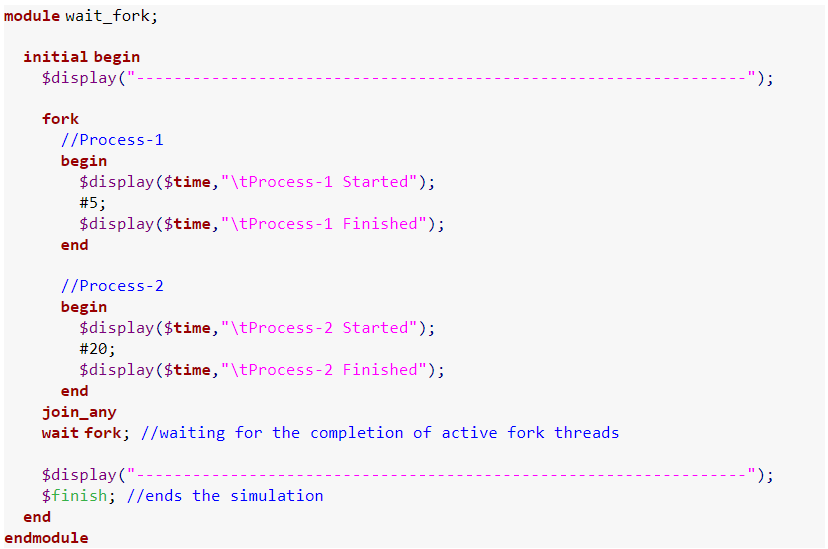 module wait_fork;
initial begin
$display("-----------------------------------------------------------------");
fork
//Process-1
begin
$display($time,"\tProcess-1 Started");
#5;
$display($time,"\tProcess-1 Finished");
end
//Process-2
begin
$display($time,"\tProcess-2 Started");
#20;
$display($time,"\tProcess-2 Finished");
end
join_any
wait fork; //waiting for the completion of active fork threads
$display("-----------------------------------------------------------------");
$finish; //ends the simulation
end
endmodule